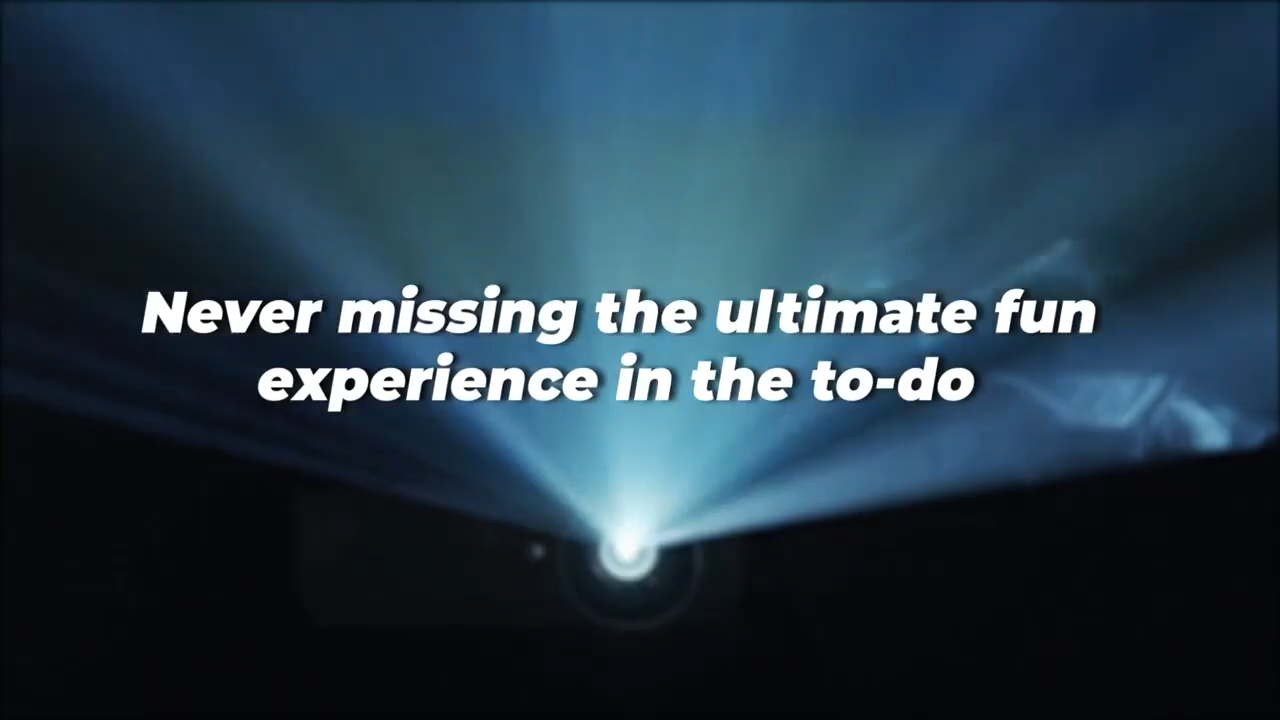 Never missing the ultimate fun
experience in the to-do